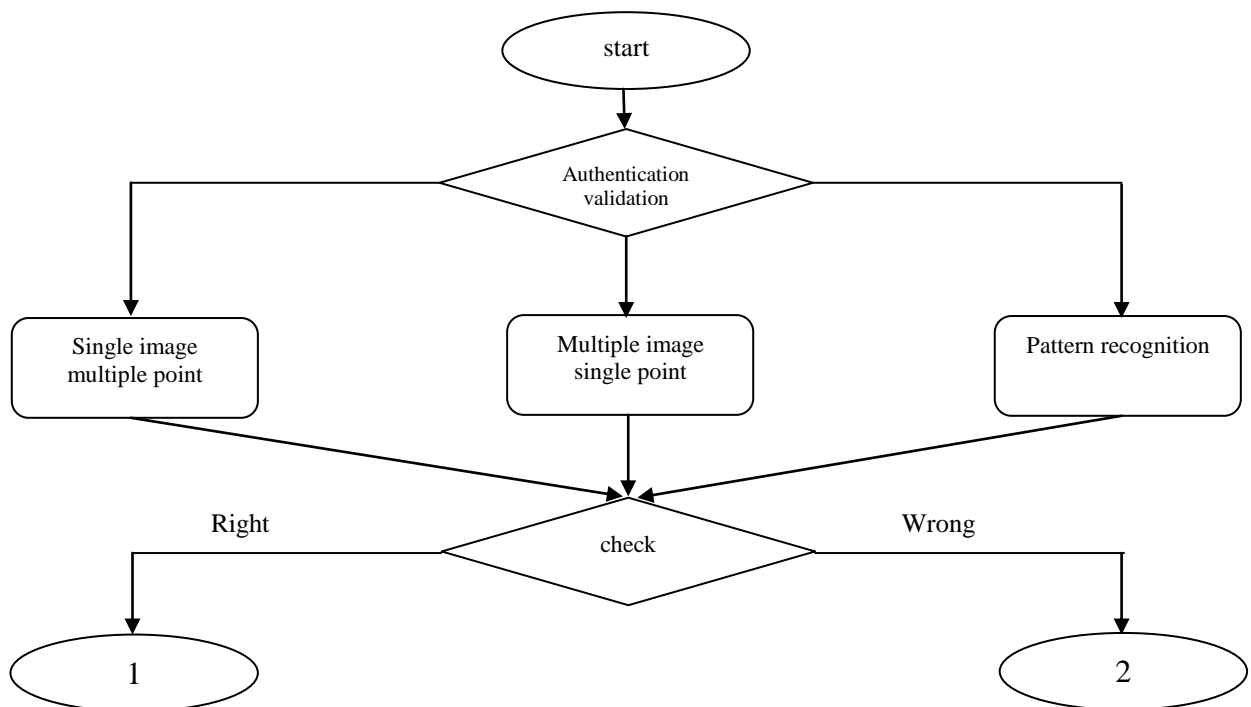 start
Authentication
validation
Single image
multiple point
Multiple image
single point
Pattern recognition
Right
Wrong
check
1
2